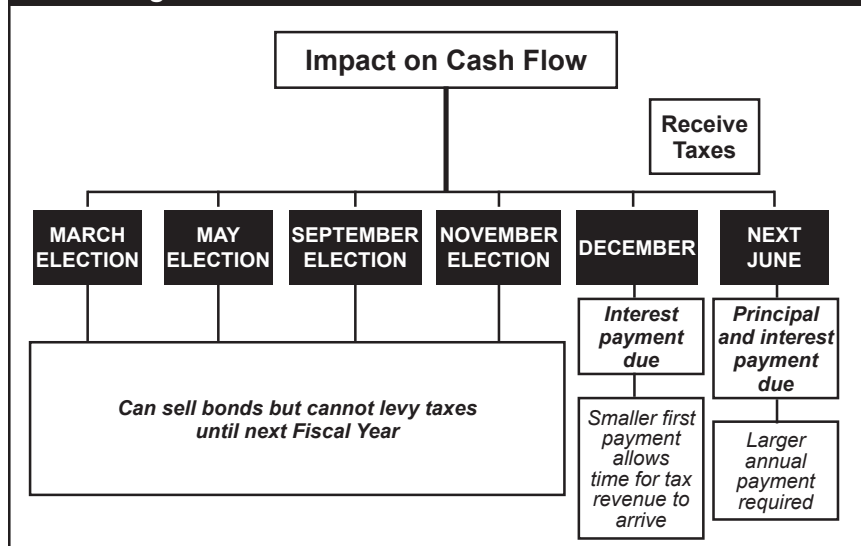 Impact on Cash Flow
Receive
Taxes
MARCH
ELECTION
MAY
ELECTION
SEPTEMBER
ELECTION
NOVEMBER
ELECTION
DECEMBER
NEXT
JUNE
Can sell bonds but cannot levy taxes
until next Fiscal Year
Interest
payment
due
Smaller first
payment
allows
time for tax
revenue to
arrive
Principal
and interest
payment
due
Larger
annual
payment
required